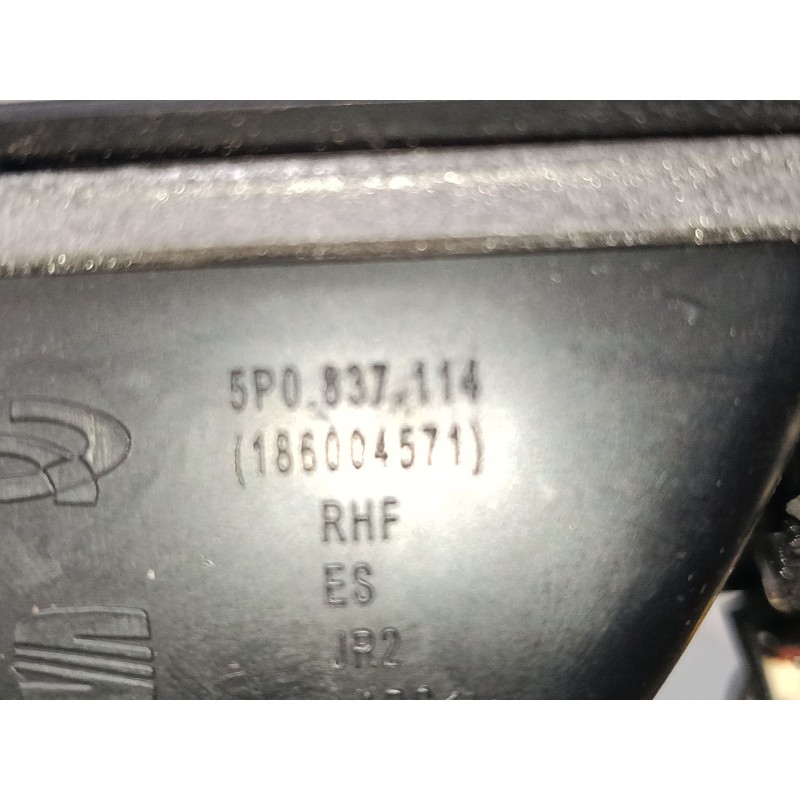 5P0.837.114
(186004571)
RHF
ES
JR2